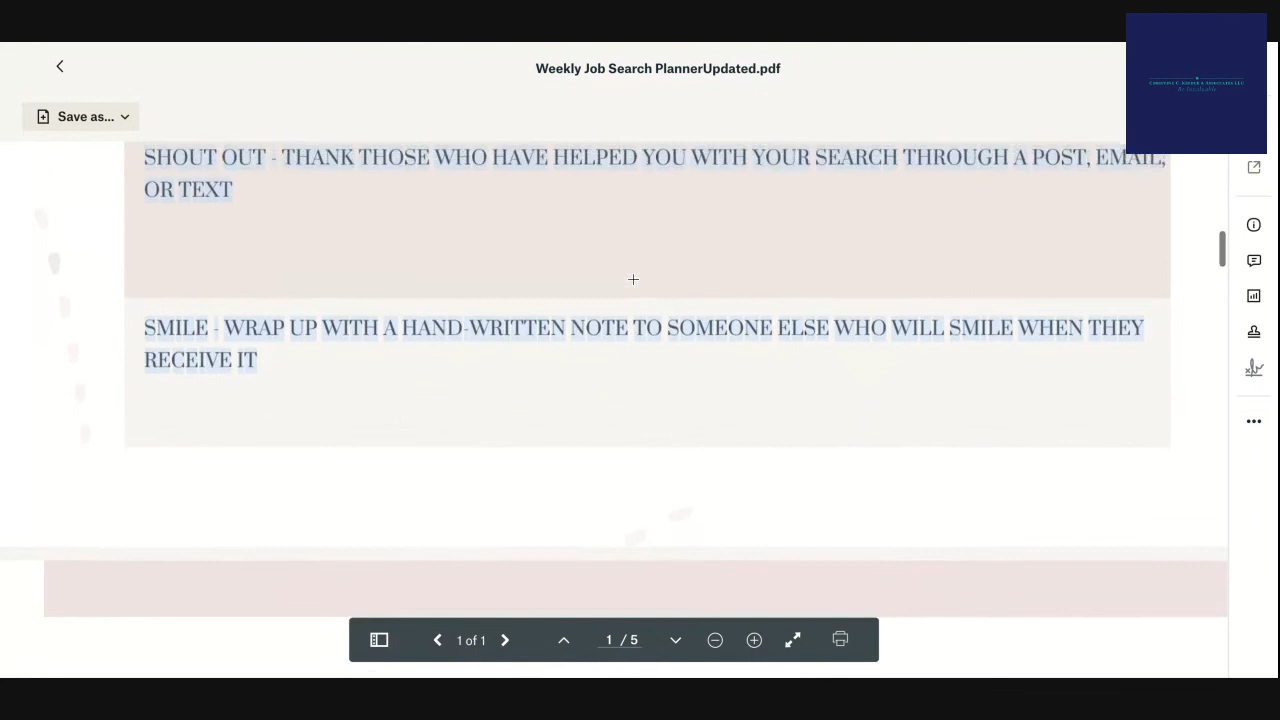 Weekly Job Search PlannerUpdated.pdf
Save as...
SHOUT OUT - THANK THOSE WHO HAVE HELPED YOU WITH YOUR SEARCH THROUGH A POST, EMAIL,
OR TEXT
SMILE - WRAP UP WITH A HAND-WRITTEN NOTE TO SOMEONE ELSE WHO WILL SMILE WHEN THEY
RECEIVE IT
1 of 1
1 / 5